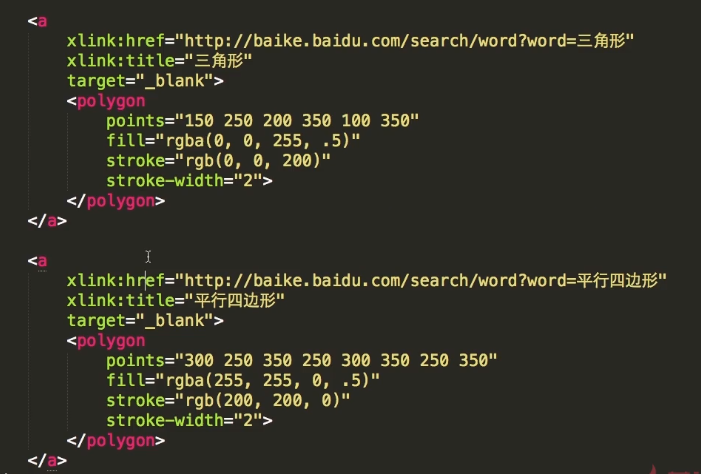 <a
xlink:href="http://baike.baidu.com/search/word?word=三角形"
xlink:title="三角形"
target="_blank">
<polygon
points="150 250 200 350 100 350"
fill="rgba(0, 0, 255, .5)"
stroke="rgb(0, 0, 200)"
stroke-width="2">
</polygon>
</a>
<a
xlink:href="http://baike.baidu.com/search/word?word=平行四边形"
xlink:title="平行四边形"
target="_blank">
<polygon
points="300 250 350 250 300 350 250 350"
fill="rgba(255, 255, 0, .5)"
stroke="rgb(200, 200, 0)"
stroke-width="2">
</polygon>
</a>